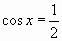 cos x = 1/2